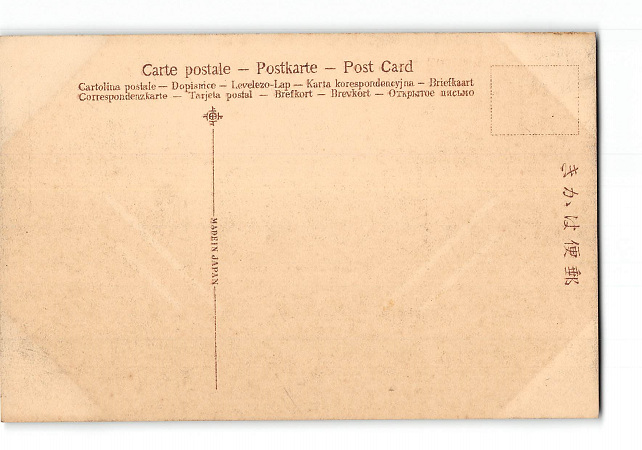 Carte postale — Postkarte — Post Card
Cartolina postale — Dopisnice — Levelezo-Lap — Karta korespondencyjna — Briefkaart
Correspondenzkarte — Tarjeta postal — Brefkort — Brevkort — Открытое письмо
MADE IN JAPAN
きか゛は便郵